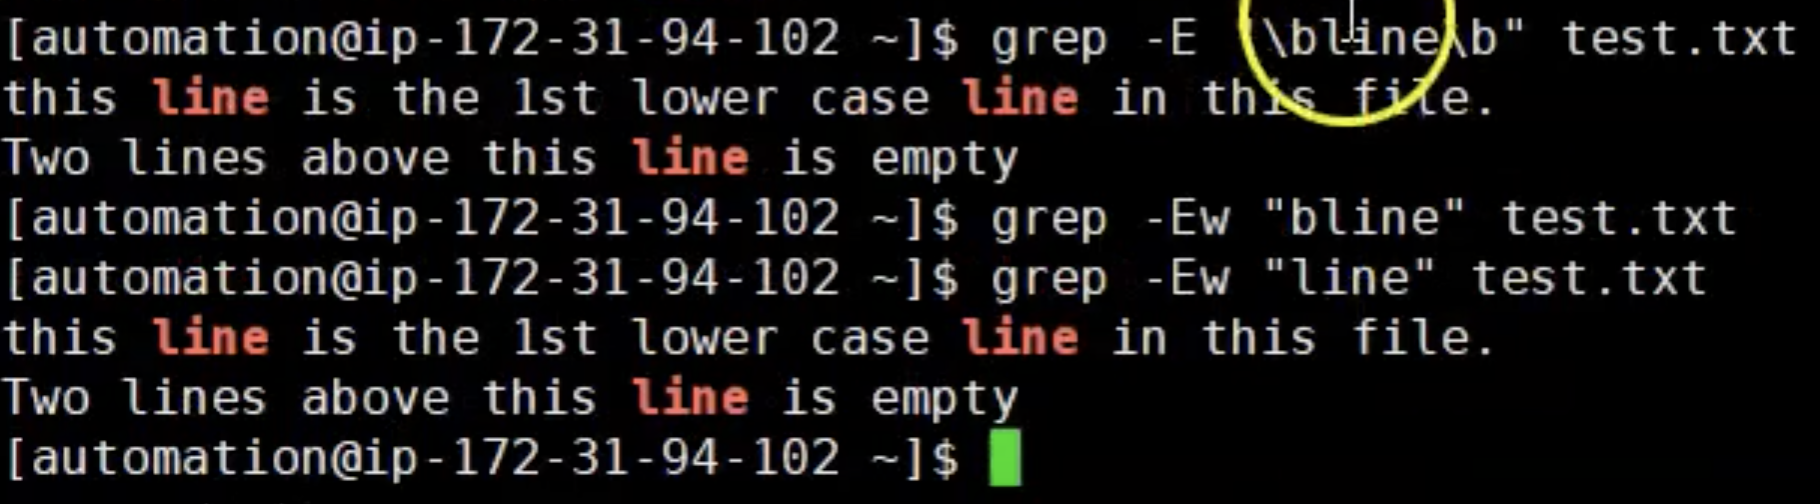 [automation@ip-172-31-94-102 ~]$ grep -E "\bline\b" test.txt
this line is the 1st lower case line in this file.
Two lines above this line is empty
[automation@ip-172-31-94-102 ~]$ grep -Ew "bline" test.txt
[automation@ip-172-31-94-102 ~]$ grep -Ew "line" test.txt
this line is the 1st lower case line in this file.
Two lines above this line is empty
[automation@ip-172-31-94-102 ~]$